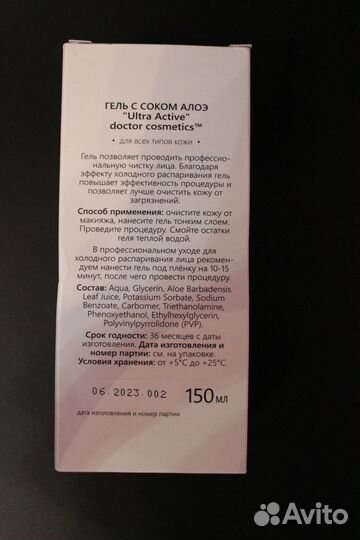 ГЕЛЬ С СОКОМ АЛОЭ
"Ultra Active"
doctor cosmetics™
• для всех типов кожи •
Гель позволяет проводить профессио-
нальную чистку лица. Благодаря
эффекту холодного распаривания гель
повышает эффективность процедуры и
позволяет лучше очистить кожу от
загрязнений.
Способ применения: очистите кожу от
макияжа, нанесите гель тонким слоем.
Проведите процедуру. Смойте остатки
геля теплой водой.
В профессиональном уходе для
холодного распаривания лица рекомен-
дуем нанести гель под плёнку на 10-15
минут, после чего провести процедуру.
Состав: Aqua, Glycerin, Aloe Barbadensis
Leaf Juice, Potassium Sorbate, Sodium
Benzoate, Carbomer, Triethanolamine,
Phenoxyethanol, Ethylhexylglycerin,
Polyvinylpyrrolidone (PVP).
Срок годности: 36 месяцев с даты
изготовления. Дата изготовления и
номер партии: см. на упаковке.
Условия хранения: от +5°C до +25°C.
06.2023.002
150 мл
дата изготовления и номер партии
Avito